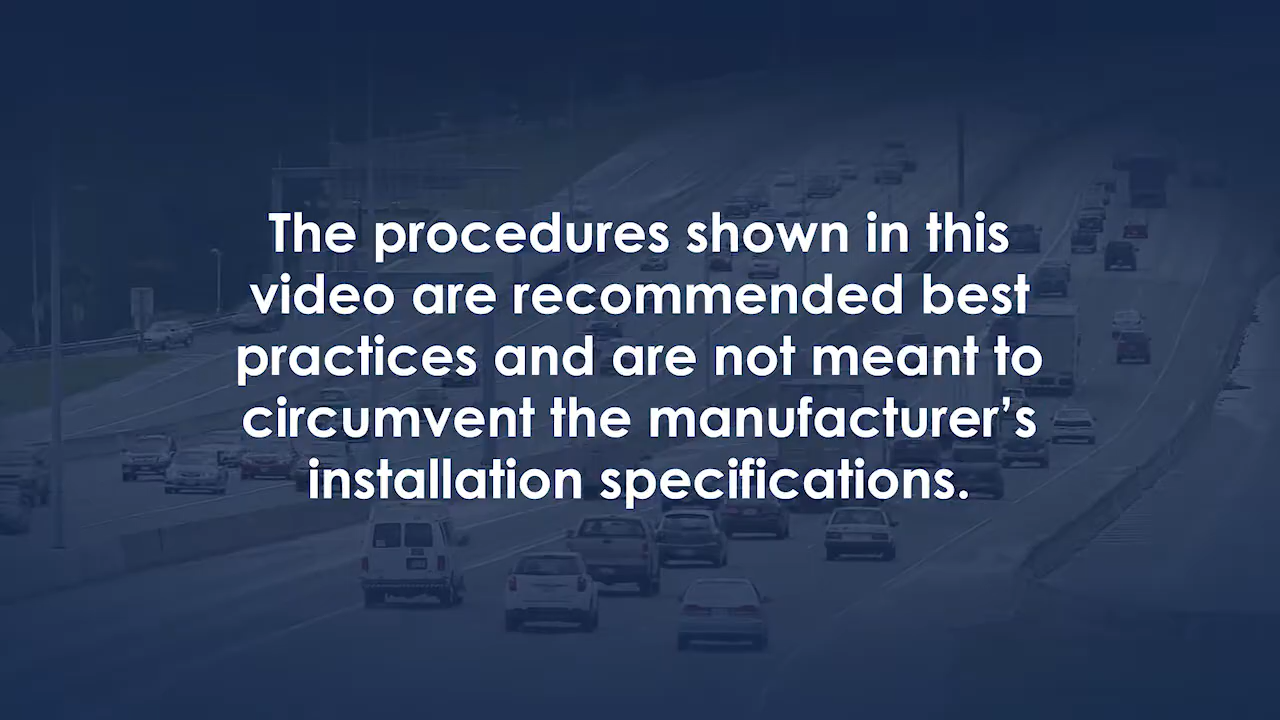 The procedures shown in this
video are recommended best
practices and are not meant to
circumvent the manufacturer’s
installation specifications.